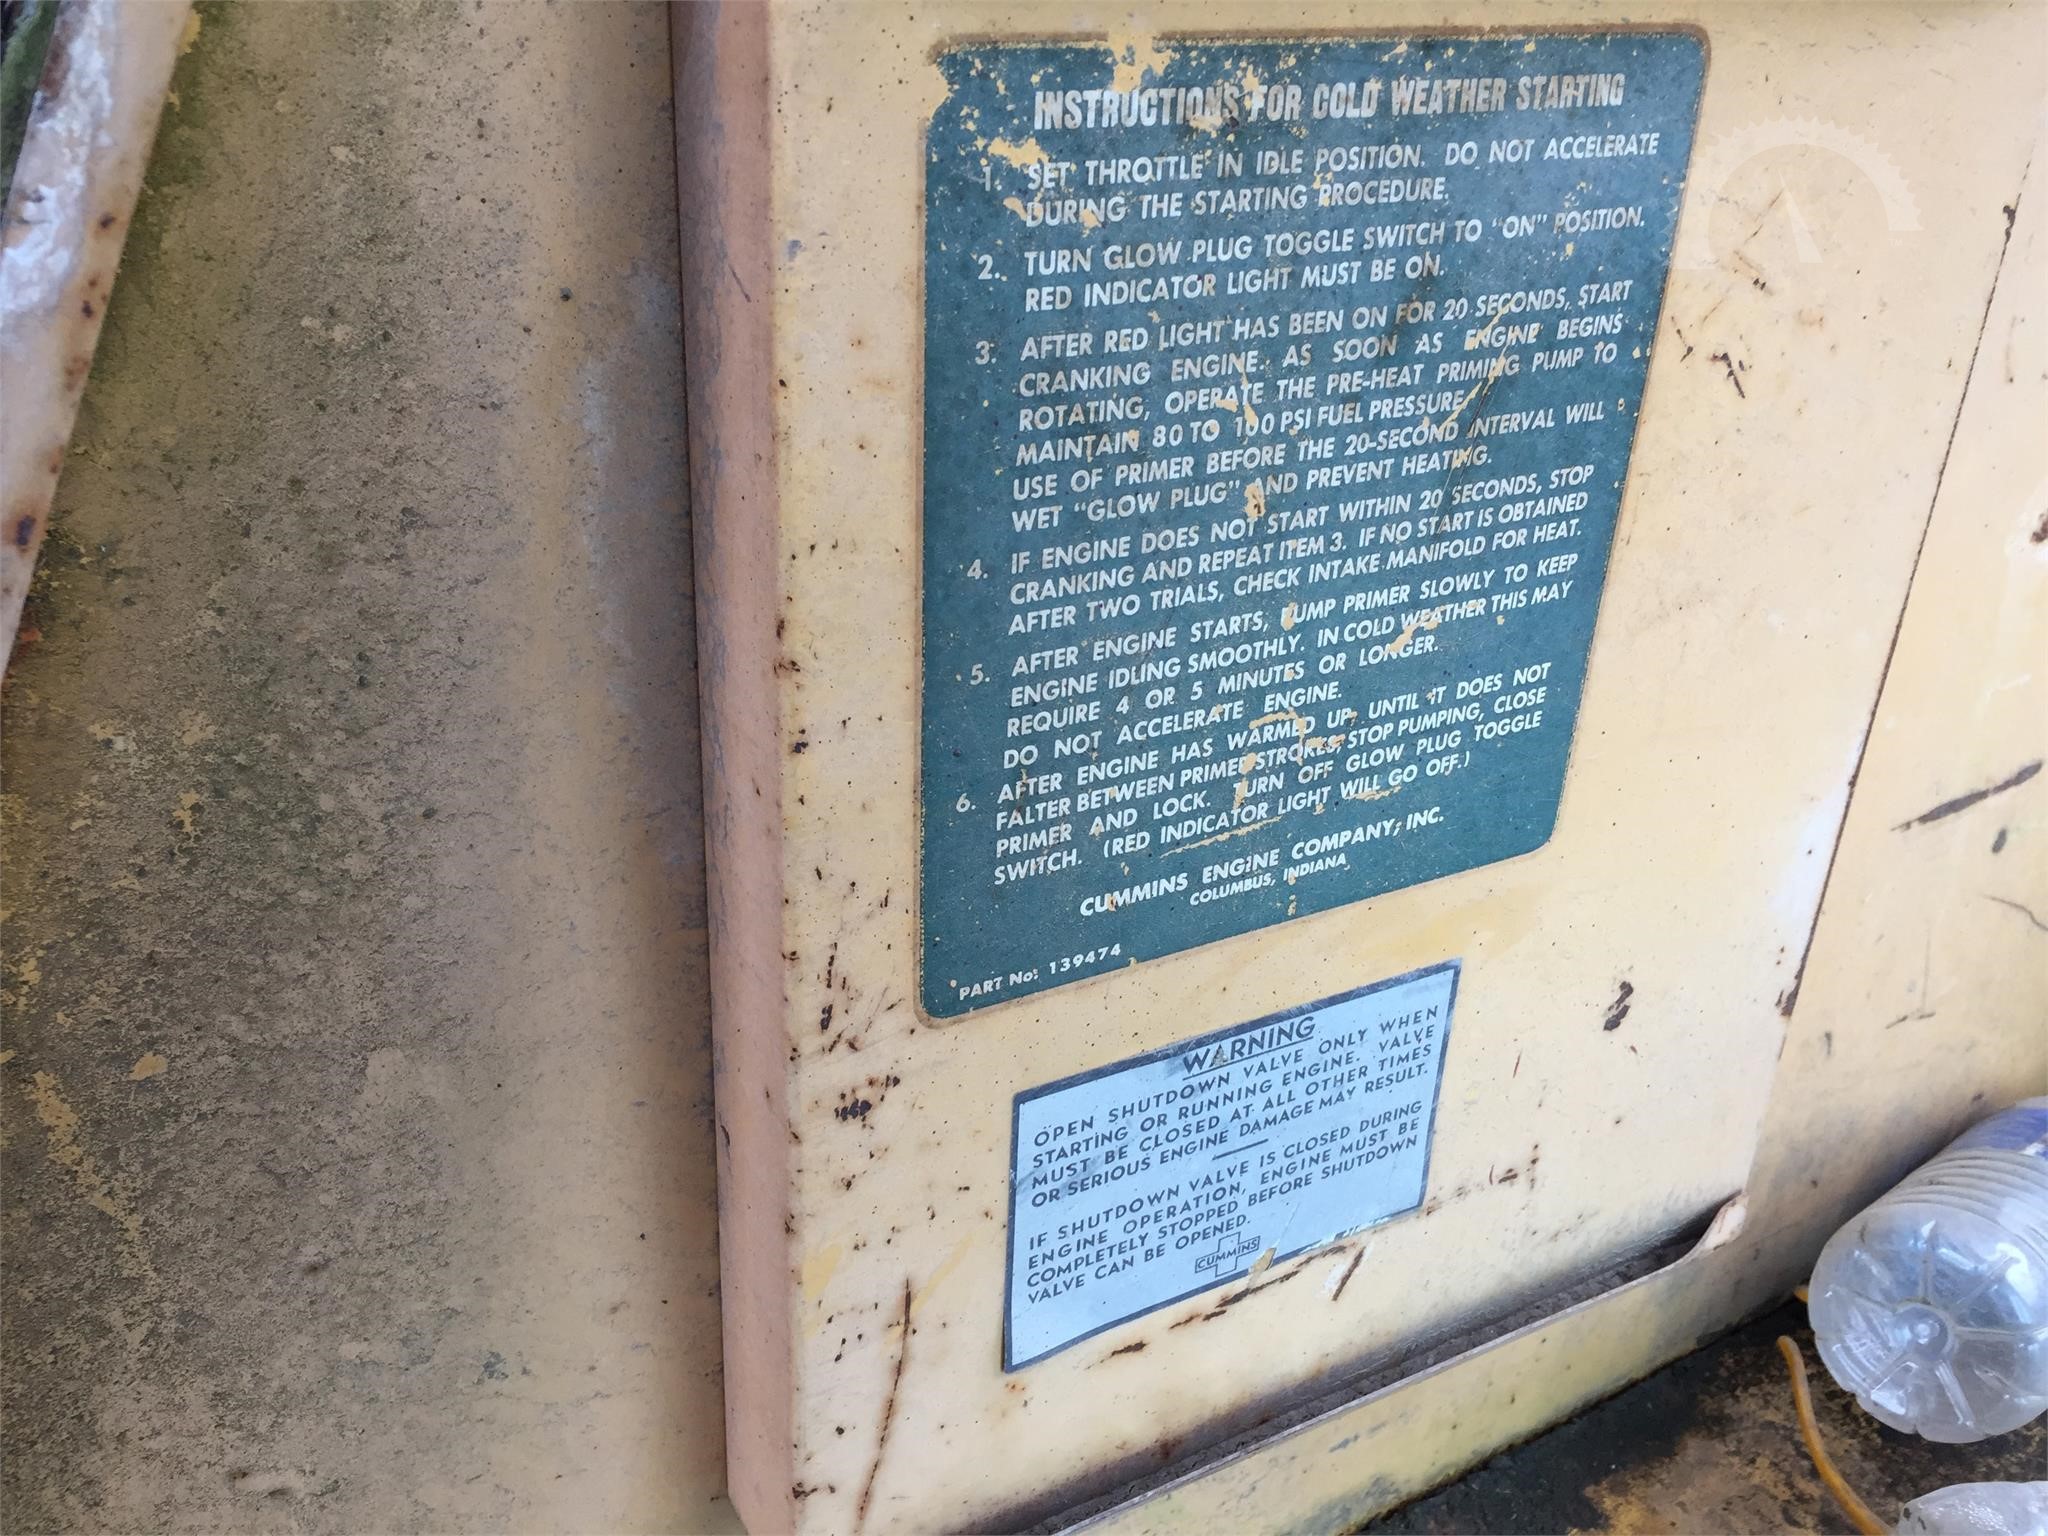 INSTRUCTIONS FOR COLD WEATHER STARTING
1. SET THROTTLE IN IDLE POSITION. DO NOT ACCELERATE
DURING THE STARTING PROCEDURE.
2. TURN GLOW PLUG TOGGLE SWITCH TO "ON" POSITION.
RED INDICATOR LIGHT MUST BE ON.
3. AFTER RED LIGHT HAS BEEN ON FOR 20 SECONDS, START
CRANKING ENGINE. AS SOON AS ENGINE BEGINS
ROTATING, OPERATE THE PRE-HEAT PRIMING PUMP TO
MAINTAIN 80 TO 100 PSI FUEL PRESSURE.
USE OF PRIMER BEFORE THE 20-SECOND INTERVAL WILL
WET "GLOW PLUG" AND PREVENT HEATING.
4. IF ENGINE DOES NOT START WITHIN 20 SECONDS, STOP
CRANKING AND REPEAT ITEM 3. IF NO START IS OBTAINED
AFTER TWO TRIALS, CHECK INTAKE MANIFOLD FOR HEAT.
5. AFTER ENGINE STARTS, PUMP PRIMER SLOWLY TO KEEP
ENGINE IDLING SMOOTHLY. IN COLD WEATHER THIS MAY
REQUIRE 4 OR 5 MINUTES OR LONGER.
DO NOT ACCELERATE ENGINE.
6. AFTER ENGINE HAS WARMED UP, UNTIL IT DOES NOT
FALTER BETWEEN PRIMER STROKES, STOP PUMPING, CLOSE
PRIMER AND LOCK. TURN OFF GLOW PLUG TOGGLE
SWITCH. (RED INDICATOR LIGHT WILL GO OFF.)
CUMMINS ENGINE COMPANY, INC.
COLUMBUS, INDIANA
PART No. 139474
WARNING
OPEN SHUTDOWN VALVE ONLY WHEN
STARTING OR RUNNING ENGINE. VALVE
MUST BE CLOSED AT ALL OTHER TIMES
OR SERIOUS ENGINE DAMAGE MAY RESULT.
IF SHUTDOWN VALVE IS CLOSED DURING
ENGINE OPERATION, ENGINE MUST BE
COMPLETELY STOPPED BEFORE SHUTDOWN
VALVE CAN BE OPENED.
CUMMINS